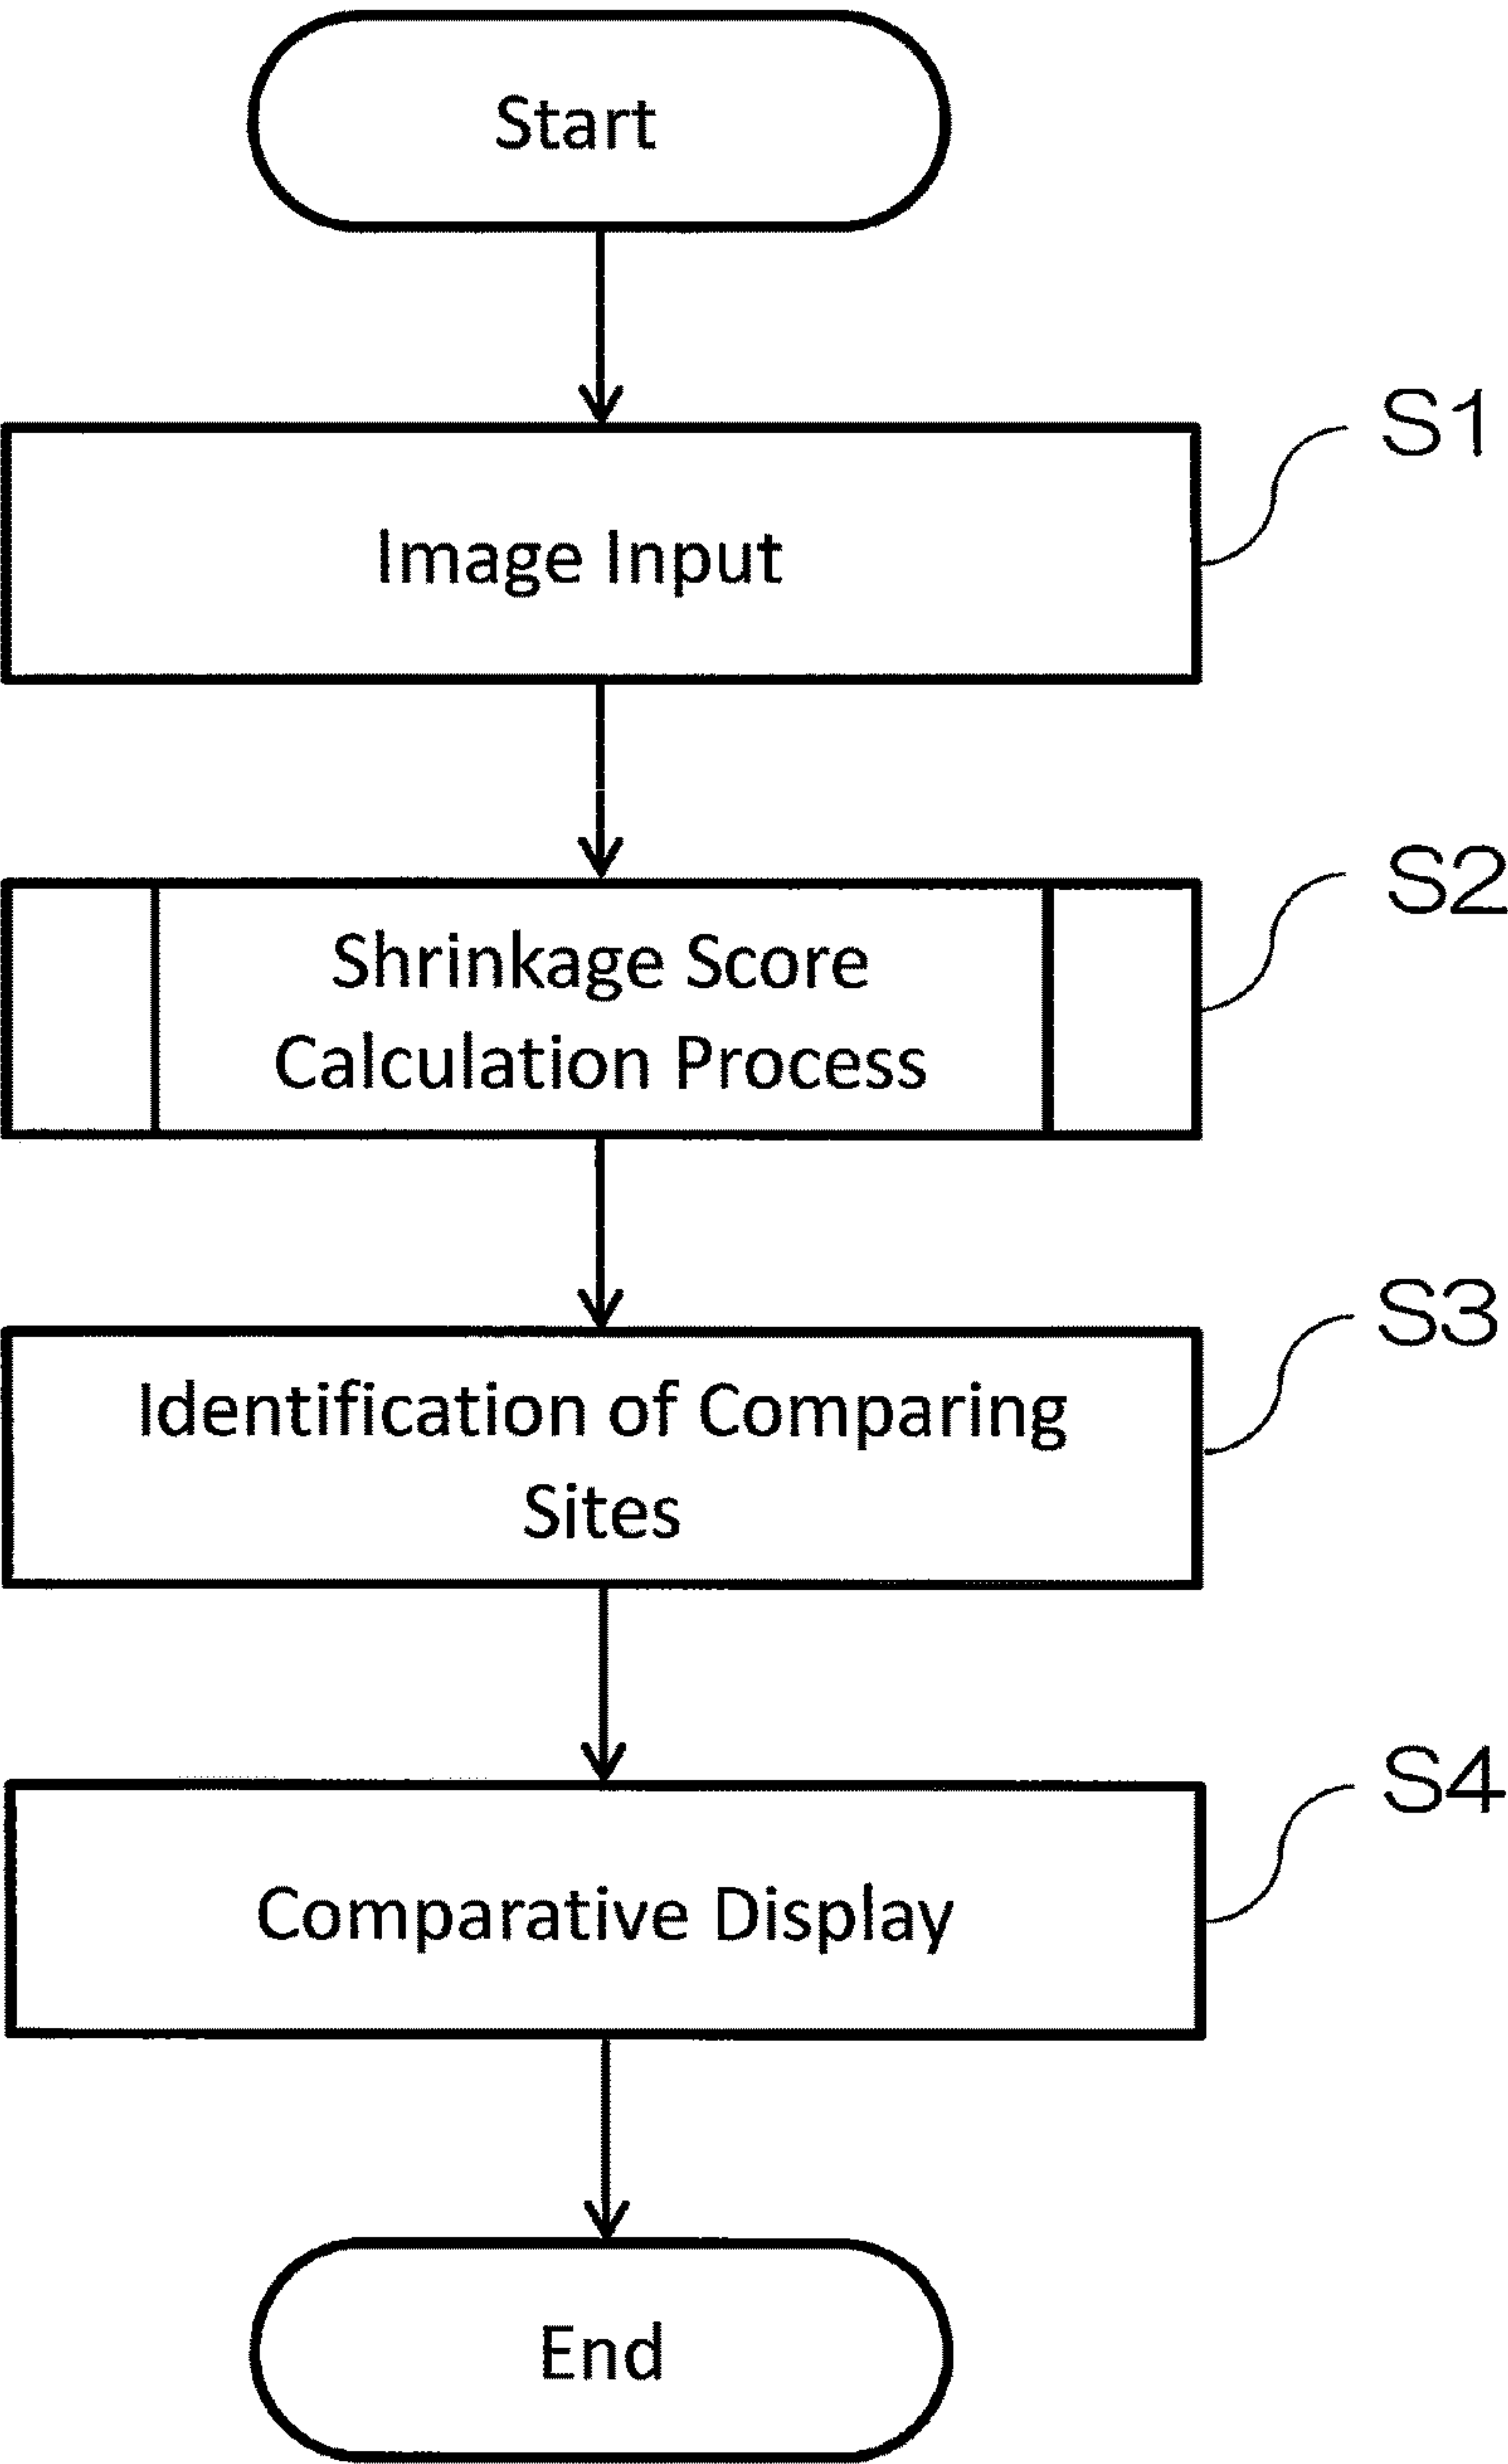 Start
S1
Image Input
S2
Shrinkage Score
Calculation Process
S3
Identification of Comparing
Sites
S4
Comparative Display
End